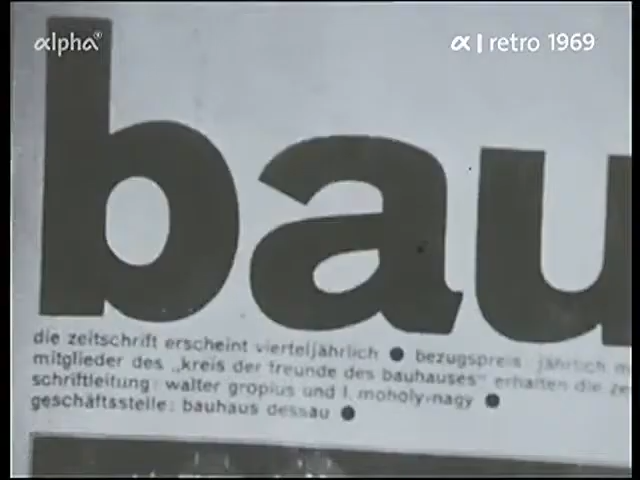 alpha
α | retro 1969
bau
die zeitschrift erscheint vierteljährlich ● bezugspreis: jährlich m
mitglieder des „kreis der freunde des bauhauses“ erhalten die ze
schriftleitung: walter gropius und l. moholy-nagy ●
geschäftsstelle: bauhaus dessau ●